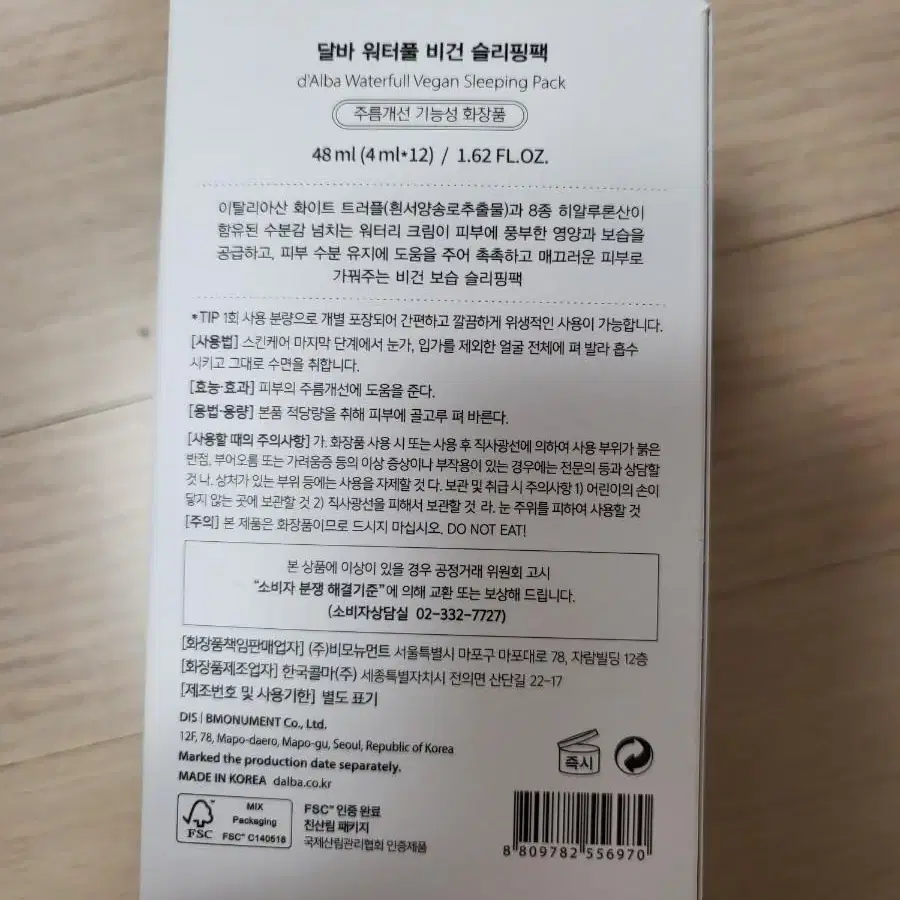 달바 워터풀 비건 슬리핑팩
d'Alba Waterfull Vegan Sleeping Pack
주름개선 기능성 화장품
48 ml (4 ml*12) / 1.62 FL.OZ.
이탈리아산 화이트 트러플(흰서양송로추출물)과 8종 히알루론산이
함유된 수분감 넘치는 워터리 크림이 피부에 풍부한 영양과 보습을
공급하고, 피부 수분 유지에 도움을 주어 촉촉하고 매끄러운 피부로
가꿔주는 비건 보습 슬리핑팩
*TIP 1회 사용 분량으로 개별 포장되어 간편하고 깔끔하게 위생적인 사용이 가능합니다.
[사용법] 스킨케어 마지막 단계에서 눈가, 입가를 제외한 얼굴 전체에 펴 발라 흡수
시키고 그대로 수면을 취합니다.
[효능·효과] 피부의 주름개선에 도움을 준다.
[용법·용량] 본품 적당량을 취해 피부에 골고루 펴 바른다.
[사용할 때의 주의사항] 가. 화장품 사용 시 또는 사용 후 직사광선에 의하여 사용 부위가 붉은
반점, 부어오름 또는 가려움증 등의 이상 증상이나 부작용이 있는 경우에는 전문의 등과 상담할
것 나. 상처가 있는 부위 등에는 사용을 자제할 것 다. 보관 및 취급 시 주의사항 1) 어린이의 손이
닿지 않는 곳에 보관할 것 2) 직사광선을 피해서 보관할 것 라. 눈 주위를 피하여 사용할 것
[주의] 본 제품은 화장품이므로 드시지 마십시오. DO NOT EAT!
본 상품에 이상이 있을 경우 공정거래 위원회 고시
"소비자 분쟁 해결기준"에 의해 교환 또는 보상해 드립니다.
(소비자상담실 02-332-7727)
[화장품책임판매업자] (주)비모뉴먼트 서울특별시 마포구 마포대로 78, 자람빌딩 12층
[화장품제조업자] 한국콜마(주) 세종특별자치시 전의면 산단길 22-17
[제조번호 및 사용기한] 별도 표기
DIS | BMONUMENT Co., Ltd.
12F, 78, Mapo-daero, Mapo-gu, Seoul, Republic of Korea
Marked the production date separately.
MADE IN KOREA dalba.co.kr
즉시
FSC
MIX
Packaging
FSC™ C140518
FSC™ 인증 완료
친산림 패키지
국제산림관리협회 인증제품
8 809782 556970